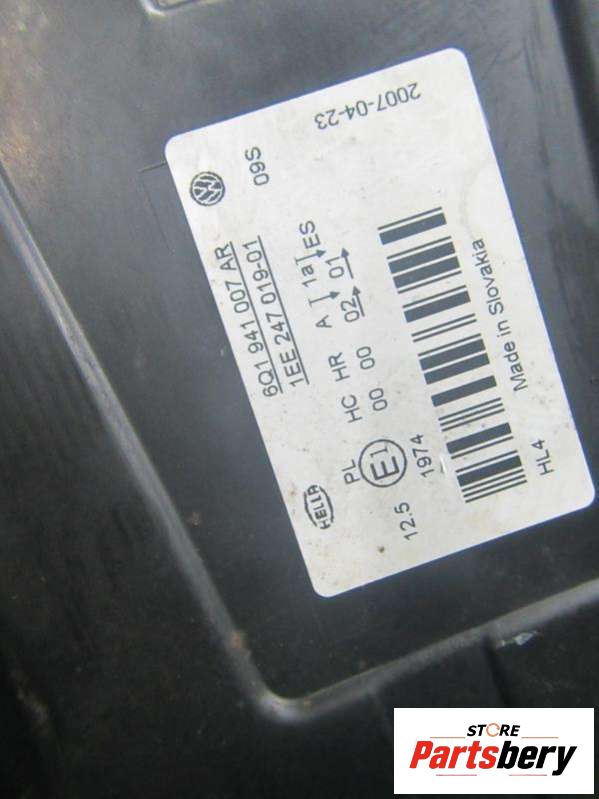 09S
2007-04-23
6Q1 941 007 AR
1EE 247 019-01
HELLA
PL HC HR A 1a ES
E1 00 00 02 01
12.5 1974
HL4 Made in Slovakia
STORE
Partsbery